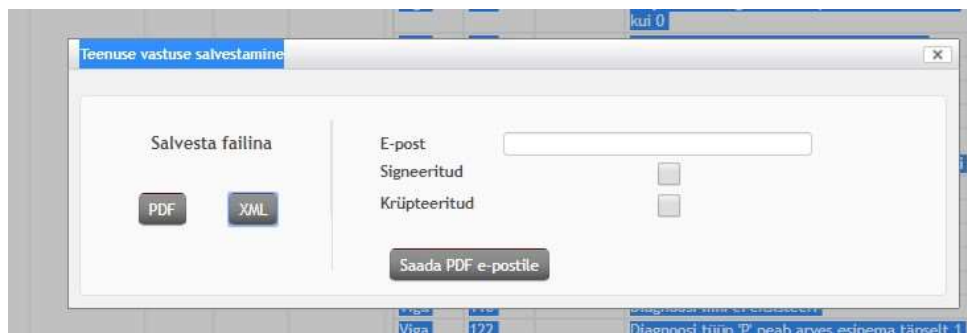 kui 0
Teenuse vastuse salvestamine
Salvesta failina
E-post
Signeeritud
Krüpteeritud
PDF
XML
Saada PDF e-postile
Viga 122 Diagnoosi tüüp 'P' peab arves esinema täpselt 1